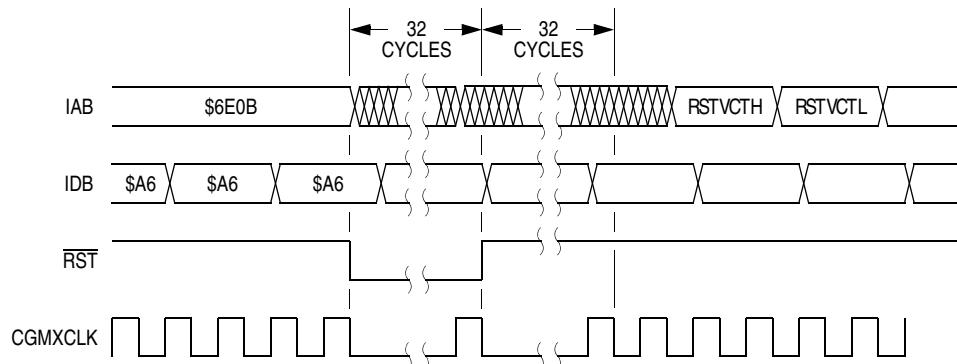 32
CYCLES
32
CYCLES
IAB
$6E0B
RSTVCTH
RSTVCTL
IDB
$A6
$A6
$A6
RST
CGMXCLK